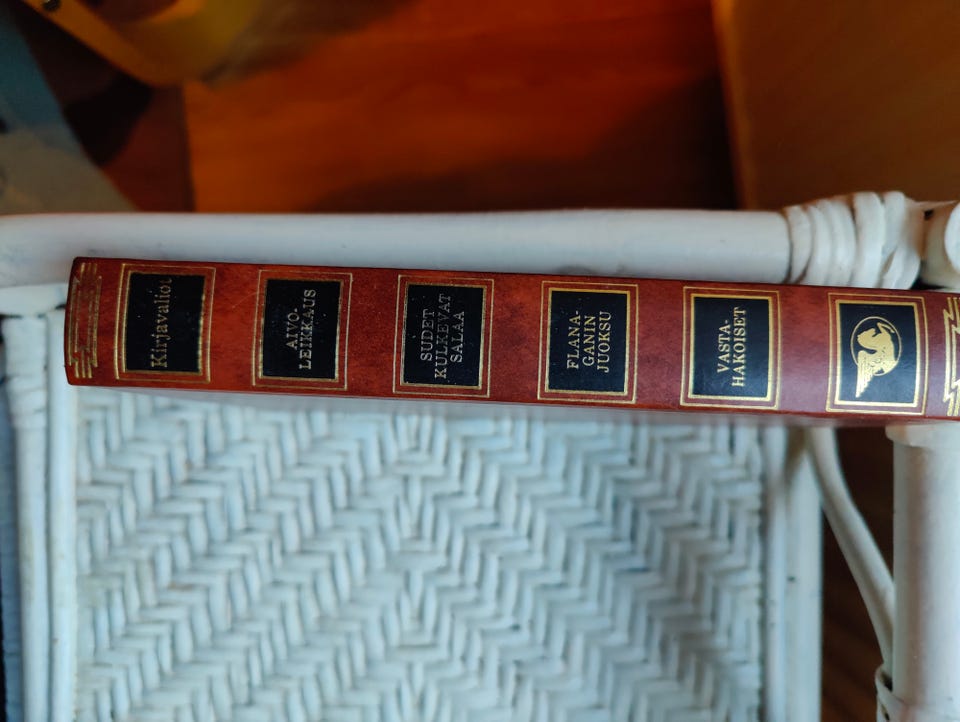 Kirjavaliot
AIVO-
LEIKKAUS
SUDET
KULKEVAT
SALAA
FLANA-
GANIN
JUOKSU
VASTA-
HAKOISET